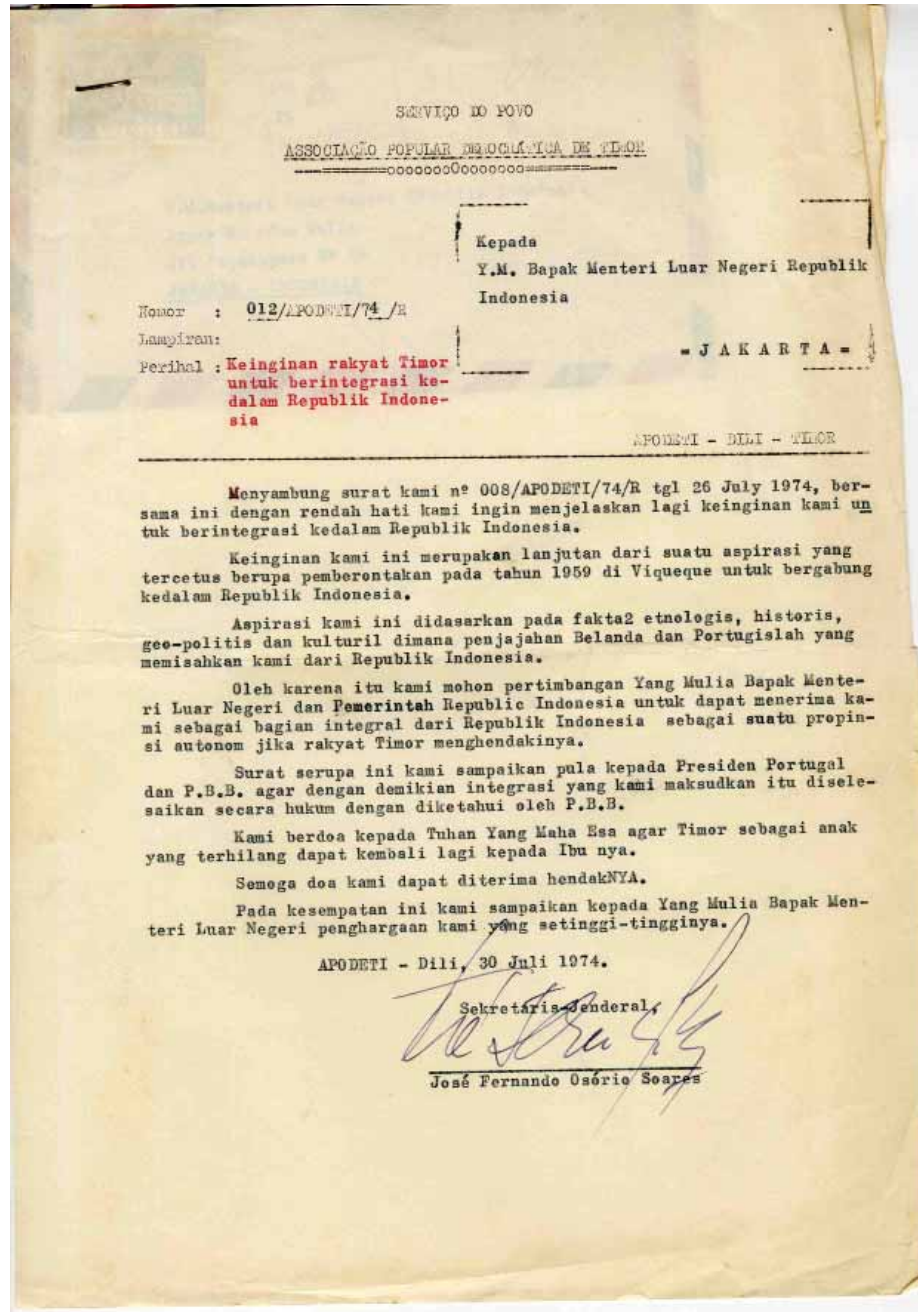 SERVIÇO DO POVO
ASSOCIAÇÃO POPULAR DEMOCRÁTICA DE TIMOR
----=======oooooooOooooooo=======----
Kepada
Y.M. Bapak Menteri Luar Negeri Republik
Indonesia
Nomor : 012/APODETI/74 /R
Lampiran:
= J A K A R T A =
Perihal : Keinginan rakyat Timor
untuk berintegrasi ke-
dalam Republik Indone-
sia
APODETI - DILI - TIMOR
Menyambung surat kami nº 008/APODETI/74/R tgl 26 July 1974, ber-
sama ini dengan rendah hati kami ingin menjelaskan lagi keinginan kami un
tuk berintegrasi kedalam Republik Indonesia.
Keinginan kami ini merupakan lanjutan dari suatu aspirasi yang
tercetus berupa pemberontakan pada tahun 1959 di Viqueque untuk bergabung
kedalam Republik Indonesia.
Aspirasi kami ini didasarkan pada fakta2 etnologis, historis,
geo-politis dan kulturil dimana penjajahan Belanda dan Portugislah yang
memisahkan kami dari Republik Indonesia.
Oleh karena itu kami mohon pertimbangan Yang Mulia Bapak Mente-
ri Luar Negeri dan Pemerintah Republic Indonesia untuk dapat menerima ka-
mi sebagai bagian integral dari Republik Indonesia sebagai suatu propin-
si autonom jika rakyat Timor menghendakinya.
Surat serupa ini kami sampaikan pula kepada Presiden Portugal
dan P.B.B. agar dengan demikian integrasi yang kami maksudkan itu disele-
saikan secara hukum dengan diketahui oleh P.B.B.
Kami berdoa kepada Tuhan Yang Maha Esa agar Timor sebagai anak
yang terhilang dapat kembali lagi kepada Ibu nya.
Semoga doa kami dapat diterima hendakNYA.
Pada kesempatan ini kami sampaikan kepada Yang Mulia Bapak Men-
teri Luar Negeri penghargaan kami yang setinggi-tingginya.
APODETI - Dili, 30 Juli 1974.
Sekretaris-Jenderal,
José Fernando Osório Soares